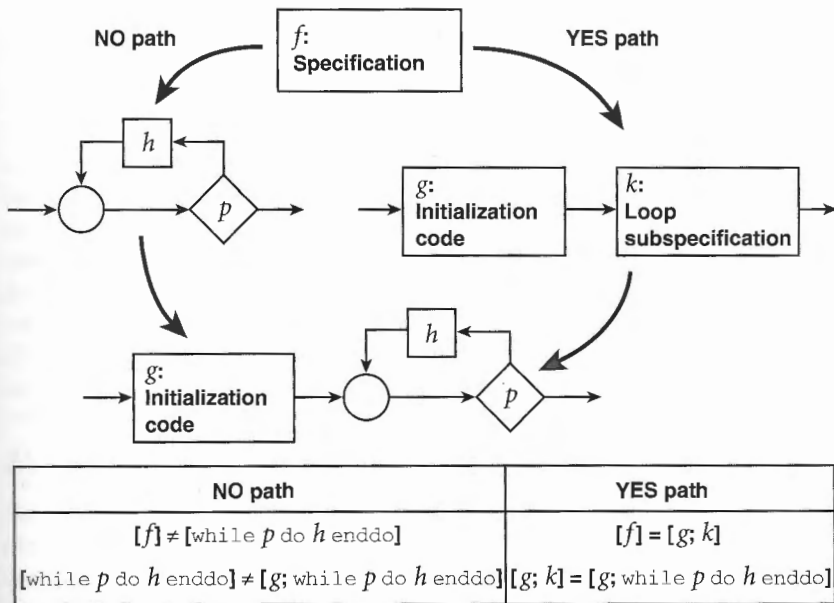 NO path
f:
Specification
YES path
h
p
g:
Initialization
code
k:
Loop
subspecification
h
p
g:
Initialization
code
NO path YES path
[f] ≠ [while p do h enddo] [f] = [g; k]
[while p do h enddo] ≠ [g; while p do h enddo] [g; k] = [g; while p do h enddo]